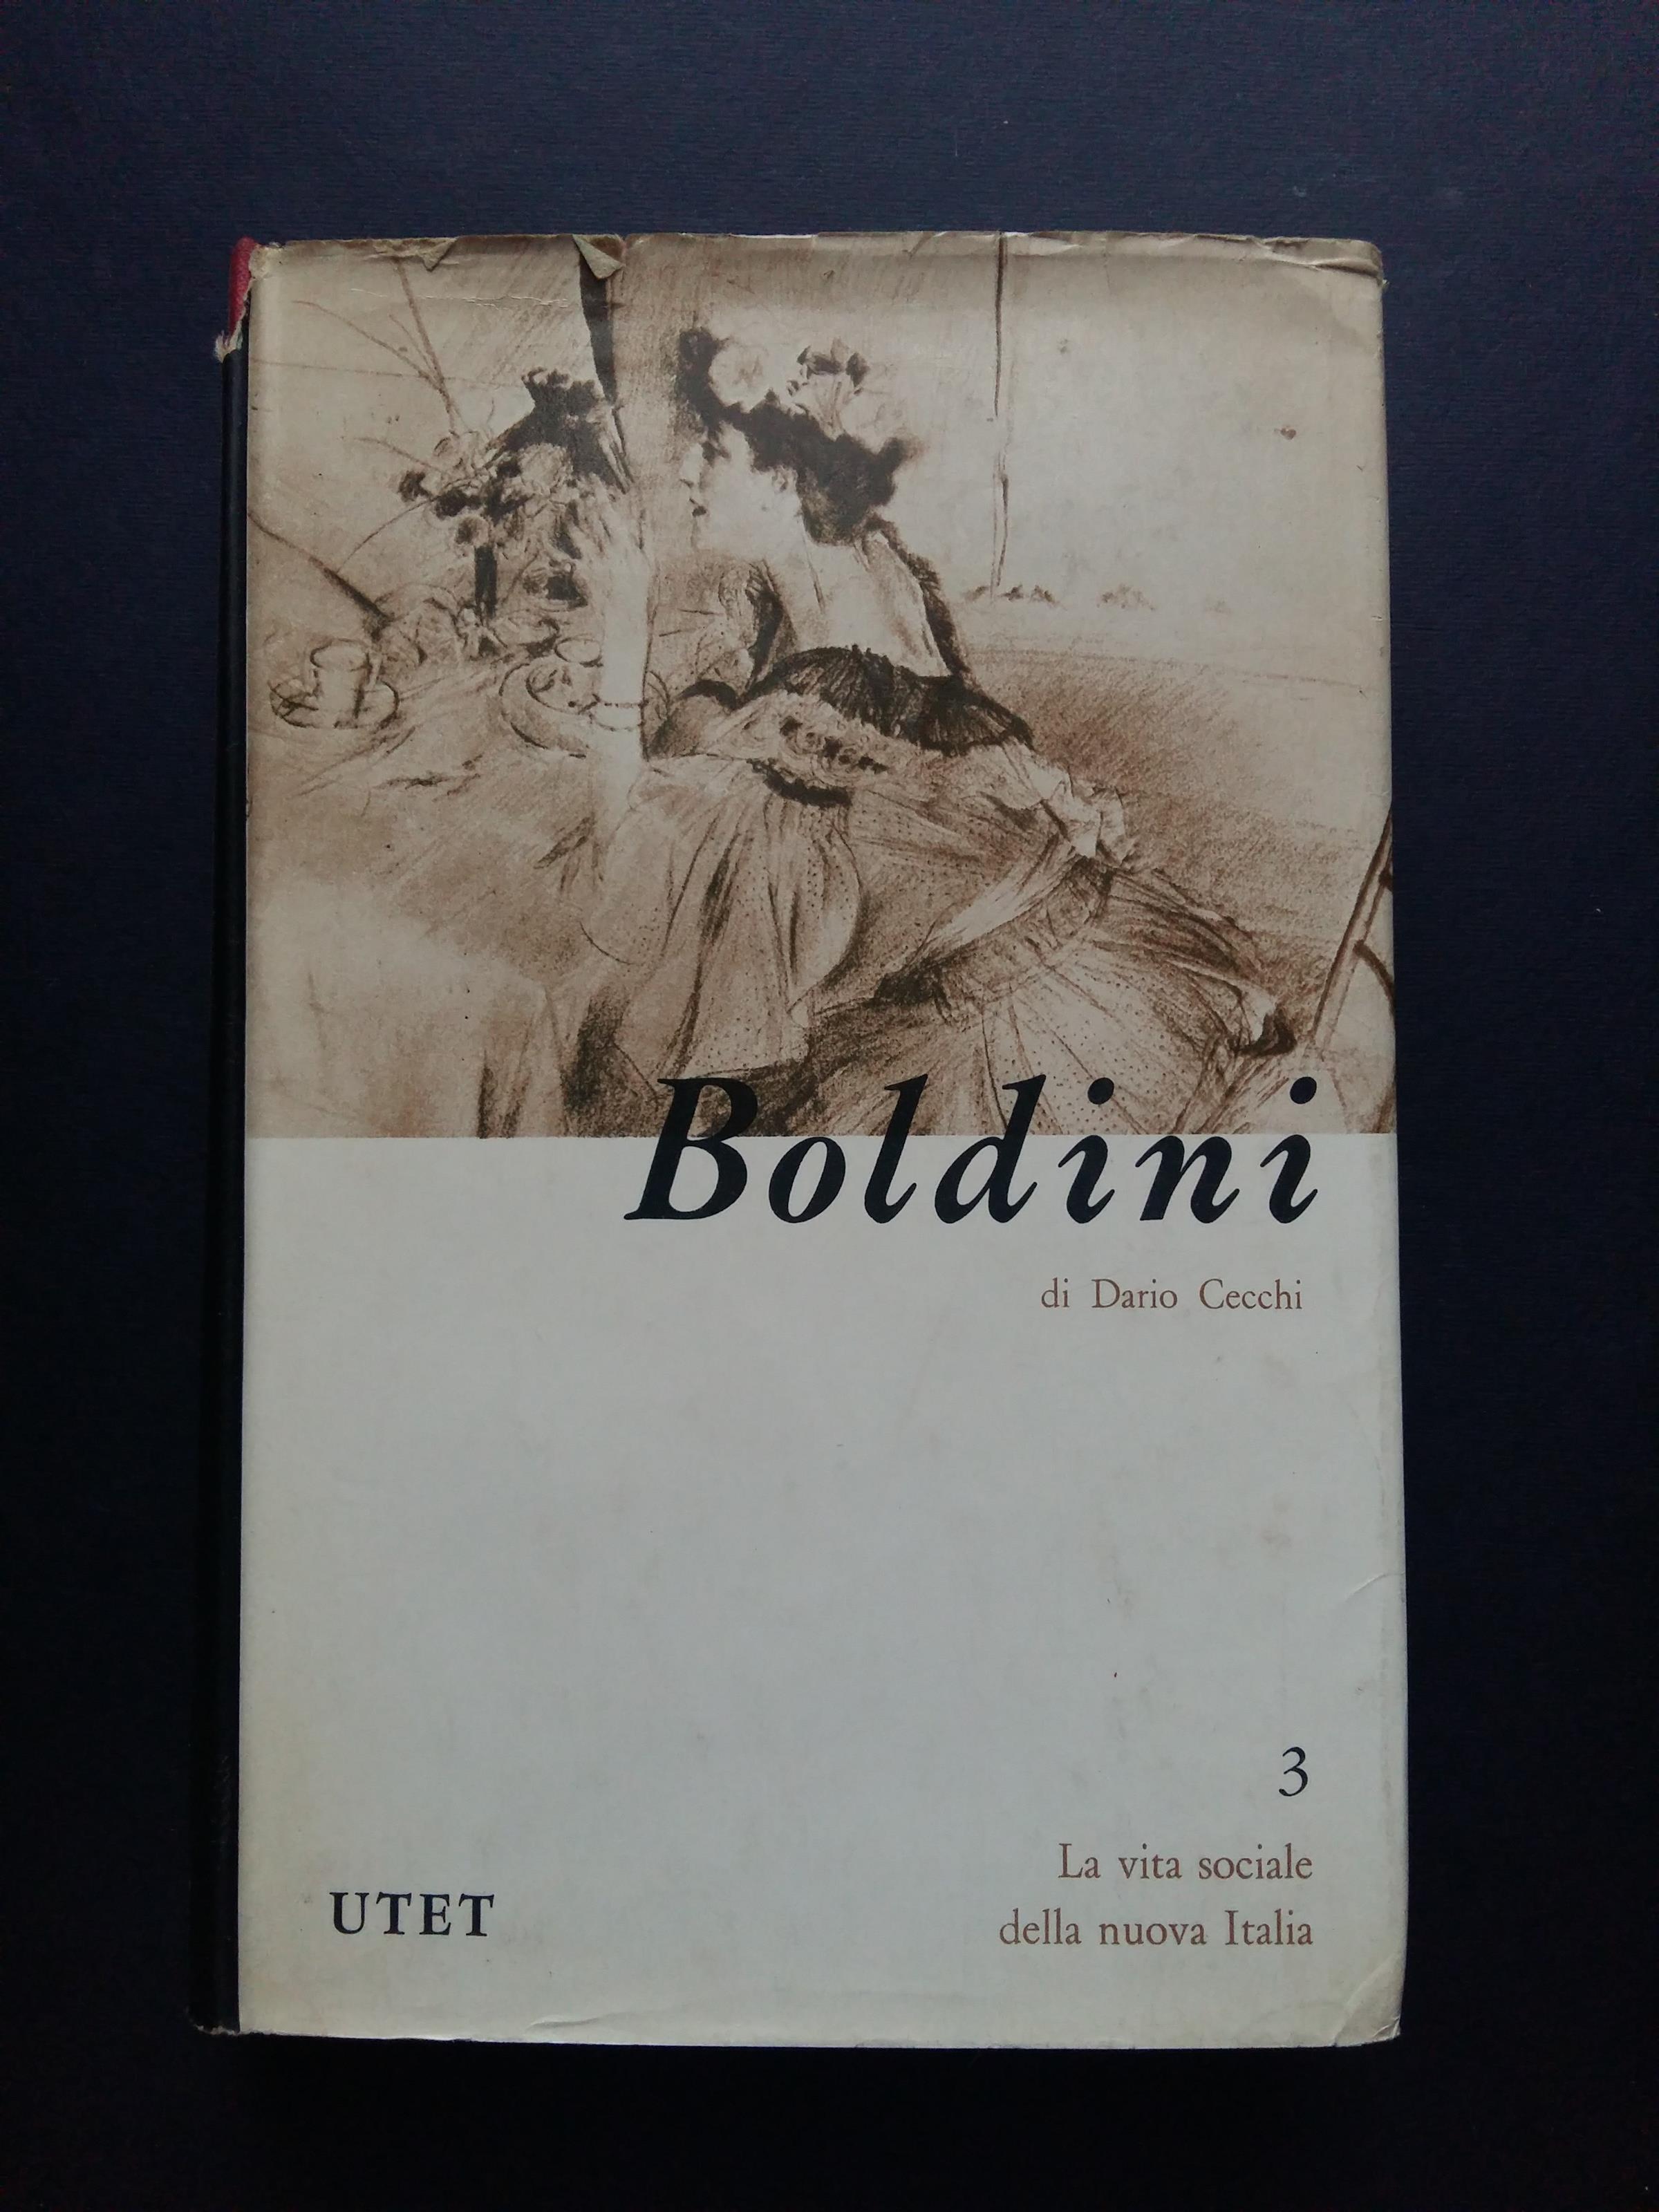 Boldini
di Dario Cecchi
3
La vita sociale
della nuova Italia
UTET